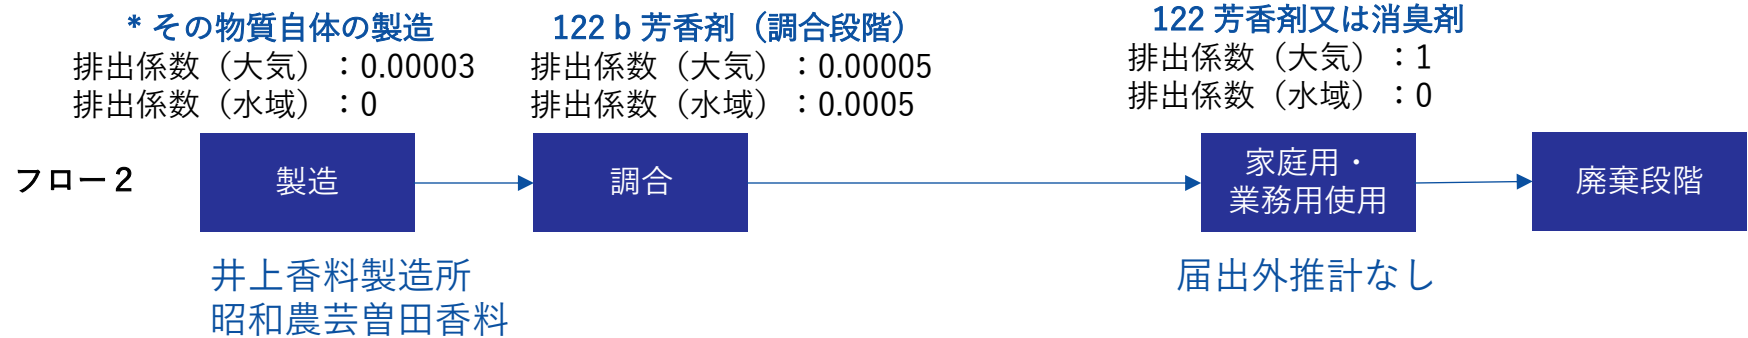 * その物質自体の製造
排出係数（大気）：0.00003
排出係数（水域）：0
122 b 芳香剤（調合段階）
排出係数（大気）：0.00005
排出係数（水域）：0.0005
122 芳香剤又は消臭剤
排出係数（大気）：1
排出係数（水域）：0
フロー２
製造
調合
家庭用・
業務用使用
廃棄段階
井上香料製造所
昭和農芸曽田香料
届出外推計なし